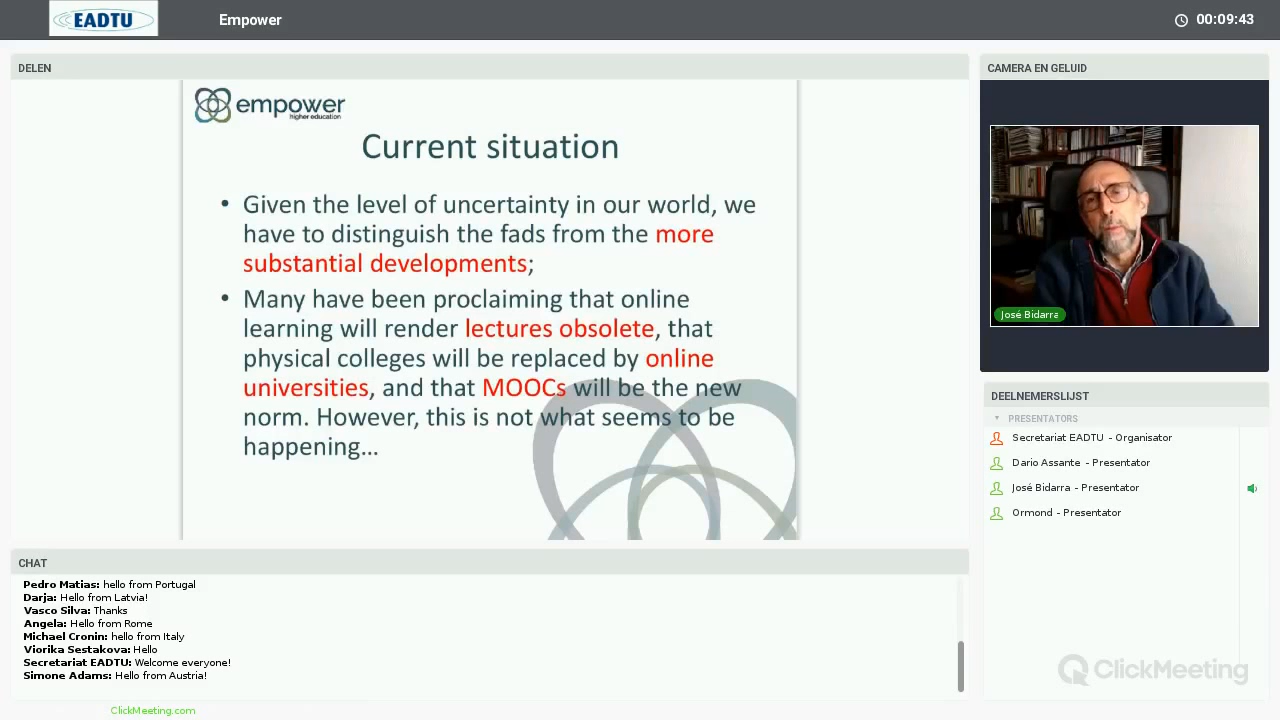 EADTU
Empower
00:09:43
DELEN
empower
higher education
Current situation
• Given the level of uncertainty in our world, we
have to distinguish the fads from the more
substantial developments;
• Many have been proclaiming that online
learning will render lectures obsolete, that
physical colleges will be replaced by online
universities, and that MOOCs will be the new
norm. However, this is not what seems to be
happening...
CAMERA EN GELUID
José Bidarra
DEELNEMERSLIJST
PRESENTATORS
Secretariat EADTU - Organisator
Dario Assante - Presentator
José Bidarra - Presentator
Ormond - Presentator
CHAT
Pedro Matias: hello from Portugal
Darja: Hello from Latvia!
Vasco Silva: Thanks
Angela: Hello from Rome
Michael Cronin: hello from Italy
Viorika Sestakova: Hello
Secretariat EADTU: Welcome everyone!
Simone Adams: Hello from Austria!
ClickMeeting
ClickMeeting.com